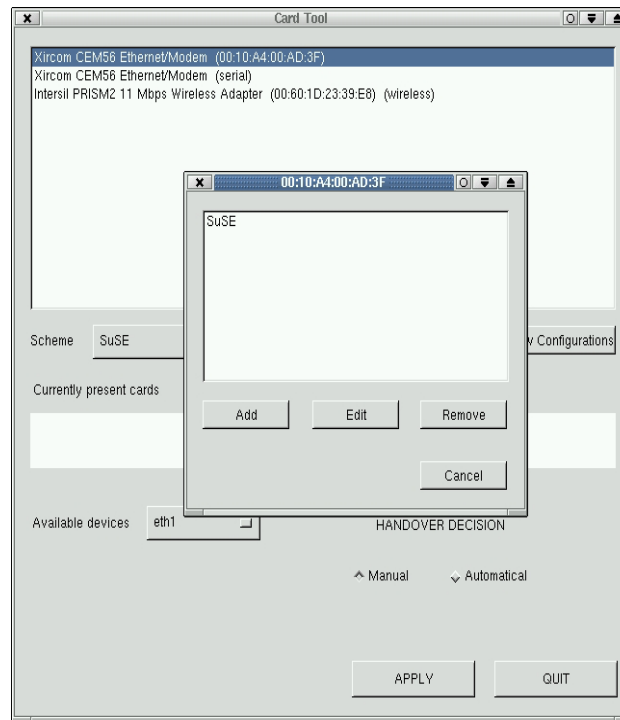 Card Tool
Xircom CEM56 Ethernet/Modem (00:10:A4:00:AD:3F)
Xircom CEM56 Ethernet/Modem (serial)
Intersil PRISM2 11 Mbps Wireless Adapter (00:60:1D:23:39:E8) (wireless)
00:10:A4:00:AD:3F
SuSE
Scheme SuSE
Configurations
Currently present cards
Add Edit Remove
Cancel
Available devices eth1
HANDOVER DECISION
Manual Automatical
APPLY QUIT